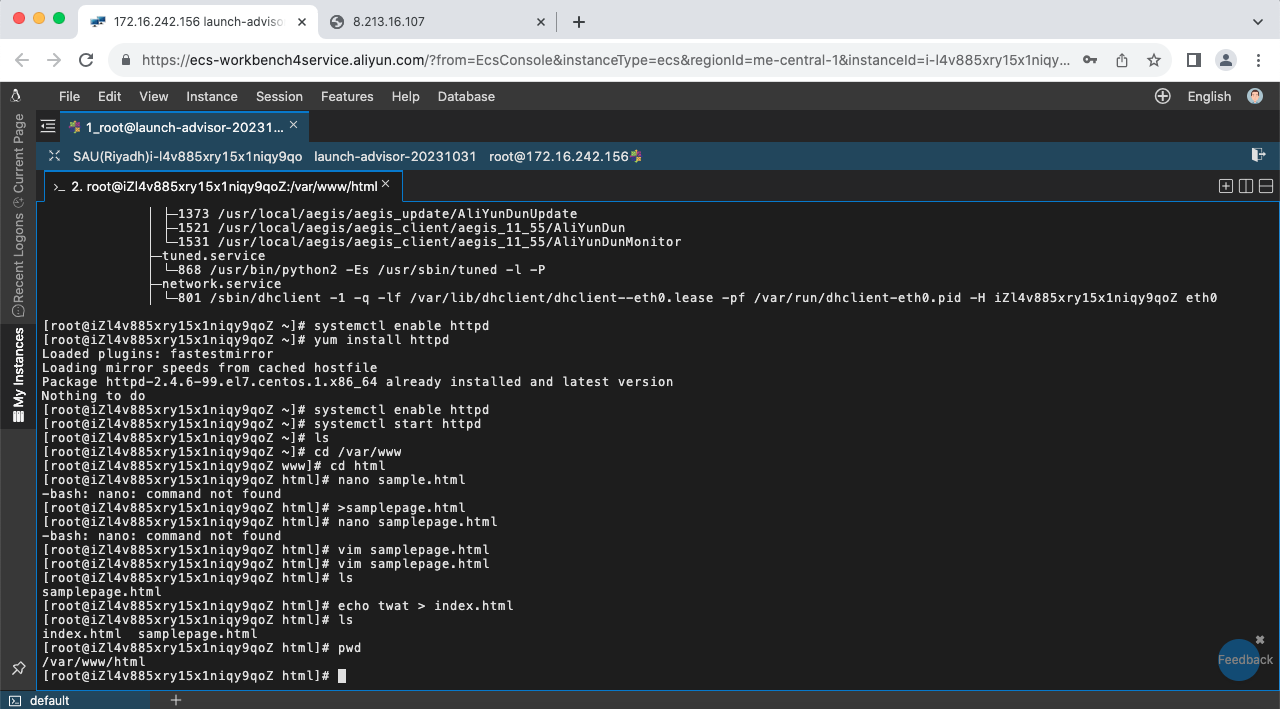 172.16.242.156 launch-advisor
8.213.16.107
https://ecs-workbench4service.aliyun.com/?from=EcsConsole&instanceType=ecs&regionId=me-central-1&instanceId=i-l4v885xry15x1niqy...
File Edit View Instance Session Features Help Database English
1_root@launch-advisor-20231...
SAU(Riyadh)i-l4v885xry15x1niqy9qo launch-advisor-20231031 root@172.16.242.156
2. root@iZl4v885xry15x1niqy9qoZ:/var/www/html
Current Page
Recent Logons
My Instances
├─1373 /usr/local/aegis/aegis_update/AliYunDunUpdate
├─1521 /usr/local/aegis/aegis_client/aegis_11_55/AliYunDun
└─1531 /usr/local/aegis/aegis_client/aegis_11_55/AliYunDunMonitor
├─tuned.service
│ └─868 /usr/bin/python2 -Es /usr/sbin/tuned -l -P
├─network.service
│ └─801 /sbin/dhclient -1 -q -lf /var/lib/dhclient/dhclient--eth0.lease -pf /var/run/dhclient-eth0.pid -H iZl4v885xry15x1niqy9qoZ eth0
[root@iZl4v885xry15x1niqy9qoZ ~]# systemctl enable httpd
[root@iZl4v885xry15x1niqy9qoZ ~]# yum install httpd
Loaded plugins: fastestmirror
Loading mirror speeds from cached hostfile
Package httpd-2.4.6-99.el7.centos.1.x86_64 already installed and latest version
Nothing to do
[root@iZl4v885xry15x1niqy9qoZ ~]# systemctl enable httpd
[root@iZl4v885xry15x1niqy9qoZ ~]# systemctl start httpd
[root@iZl4v885xry15x1niqy9qoZ ~]# ls
[root@iZl4v885xry15x1niqy9qoZ ~]# cd /var/www
[root@iZl4v885xry15x1niqy9qoZ www]# cd html
[root@iZl4v885xry15x1niqy9qoZ html]# nano sample.html
-bash: nano: command not found
[root@iZl4v885xry15x1niqy9qoZ html]# >samplepage.html
[root@iZl4v885xry15x1niqy9qoZ html]# nano samplepage.html
-bash: nano: command not found
[root@iZl4v885xry15x1niqy9qoZ html]# vim samplepage.html
[root@iZl4v885xry15x1niqy9qoZ html]# vim samplepage.html
[root@iZl4v885xry15x1niqy9qoZ html]# ls
samplepage.html
[root@iZl4v885xry15x1niqy9qoZ html]# echo twat > index.html
[root@iZl4v885xry15x1niqy9qoZ html]# ls
index.html samplepage.html
[root@iZl4v885xry15x1niqy9qoZ html]# pwd
/var/www/html
[root@iZl4v885xry15x1niqy9qoZ html]#
Feedback
default